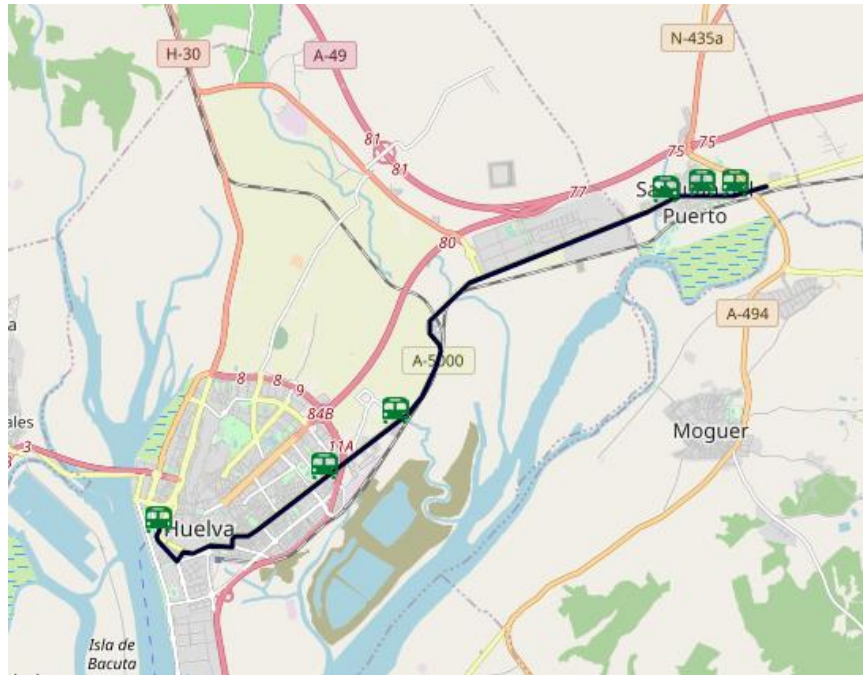 N-435a
H-30
A-49
81
81
75
75
77
Puerto
80
A-494
A-5000
8
8
9
84B
11A
ales
3
3
Moguer
Huelva
Isla de
Bacuta